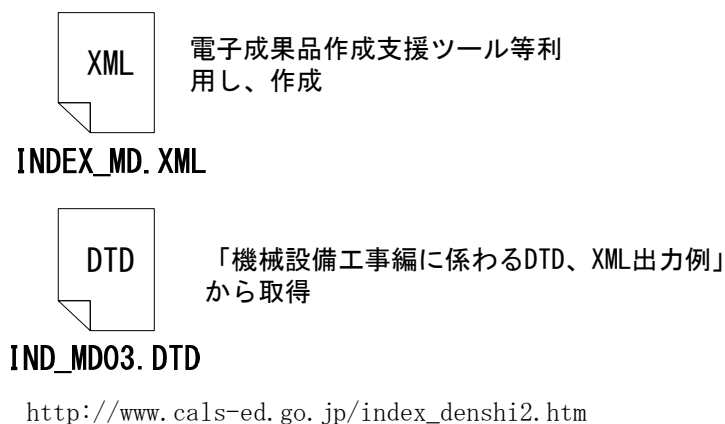 XML
電子成果品作成支援ツール等利
用し、作成
INDEX_MD.XML
DTD
「機械設備工事編に係わるDTD、XML出力例」
から取得
IND_MD03.DTD
http://www.cals-ed.go.jp/index_denshi2.htm